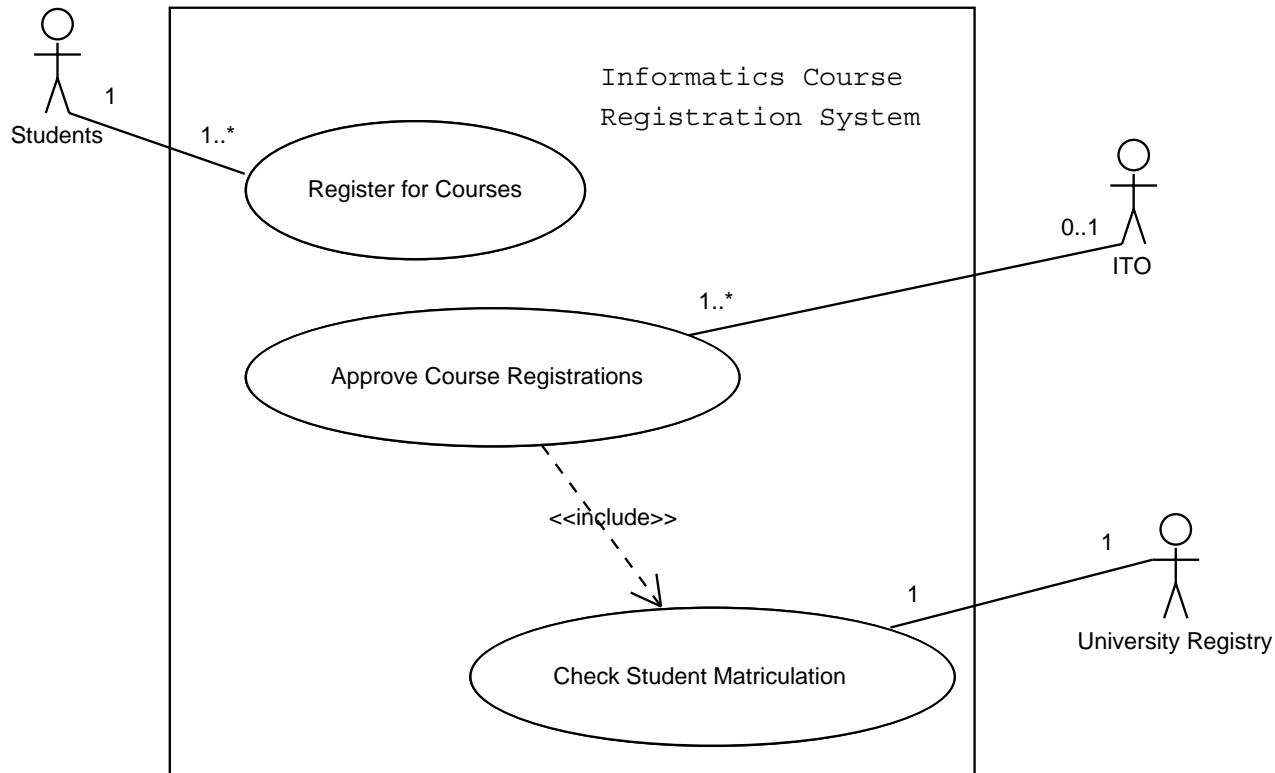 Informatics Course
Registration System
1
Students
1..*
Register for Courses
0..1
ITO
1..*
Approve Course Registrations
<<include>>
1
1
University Registry
Check Student Matriculation